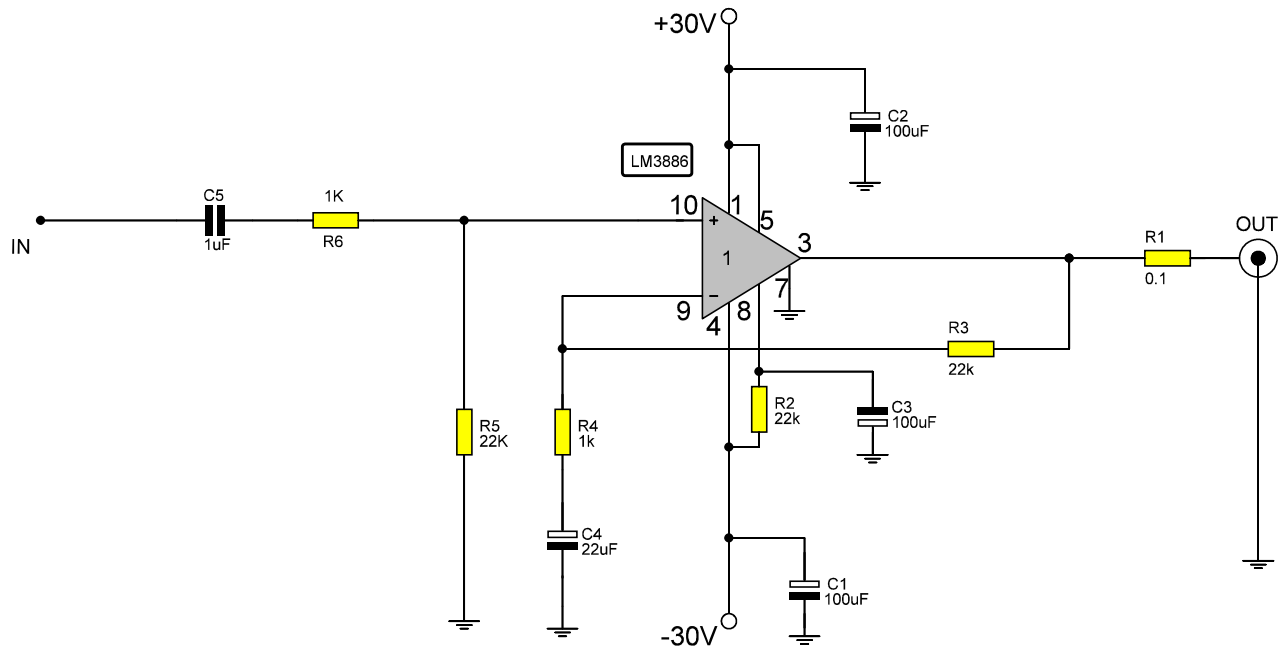 +30V
C2
100uF
LM3886
C5
1K
10
+
1
5
1uF
R6
IN
1
3
R1
OUT
0.1
7
−
9
4
8
R3
22k
R2
22k
C3
100uF
R5
22K
R4
1k
C4
22uF
C1
100uF
-30V